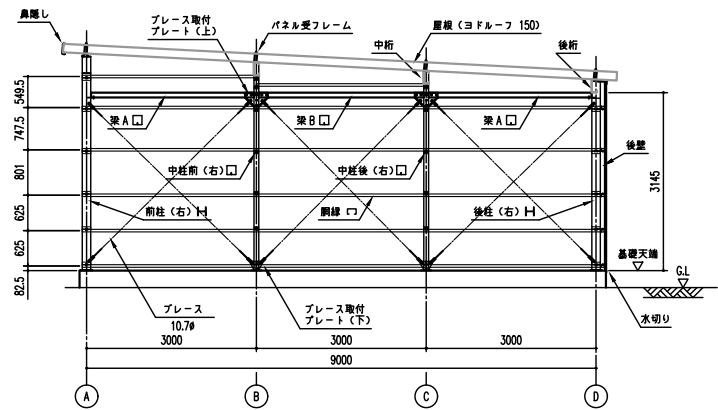 鼻隠し
ブレース取付
プレート(上)
パネル受フレーム
中桁
屋根(ヨドルーフ 150)
後桁
549.5
747.5
801
625
625
82.5
梁A
梁B
梁A
中柱前(右)
中柱後(右)
後壁
3145
前柱(右)
胴縁
後柱(右)
基礎天端
G.L
水切り
ブレース
10.7φ
ブレース取付
プレート(下)
3000
3000
3000
9000
A
B
C
D